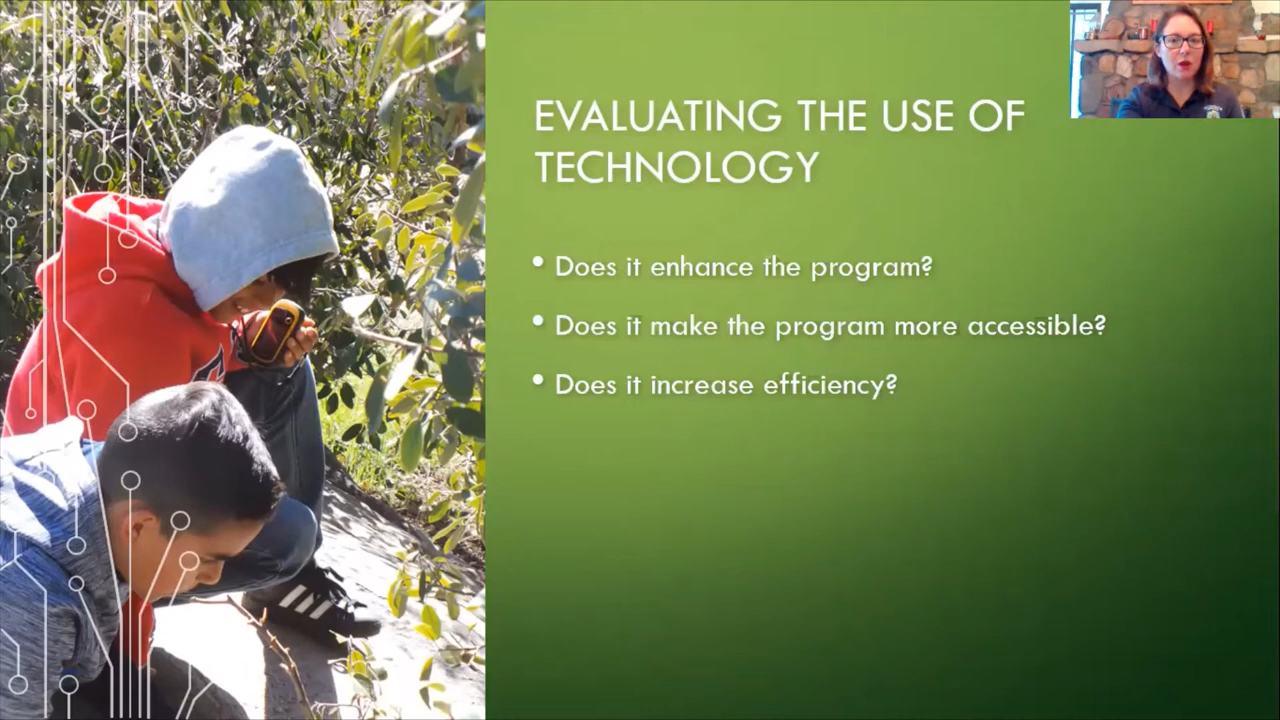 EVALUATING THE USE OF
TECHNOLOGY
• Does it enhance the program?
• Does it make the program more accessible?
• Does it increase efficiency?